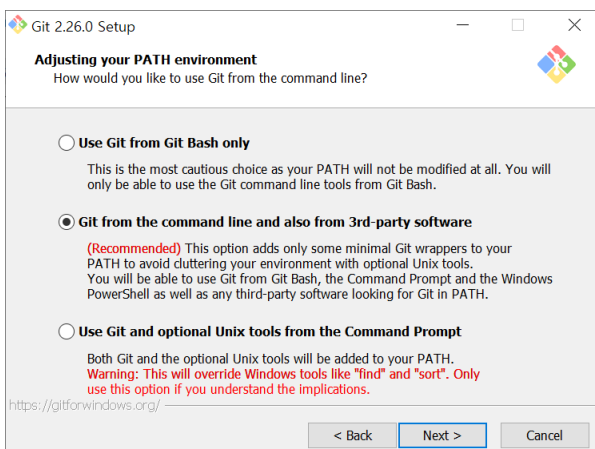 Git 2.26.0 Setup
Adjusting your PATH environment
How would you like to use Git from the command line?
Use Git from Git Bash only
This is the most cautious choice as your PATH will not be modified at all. You will
only be able to use the Git command line tools from Git Bash.
Git from the command line and also from 3rd-party software
(Recommended) This option adds only some minimal Git wrappers to your
PATH to avoid cluttering your environment with optional Unix tools.
You will be able to use Git from Git Bash, the Command Prompt and the Windows
PowerShell as well as any third-party software looking for Git in PATH.
Use Git and optional Unix tools from the Command Prompt
Both Git and the optional Unix tools will be added to your PATH.
Warning: This will override Windows tools like "find" and "sort". Only
use this option if you understand the implications.
https://gitforwindows.org/
< Back Next > Cancel